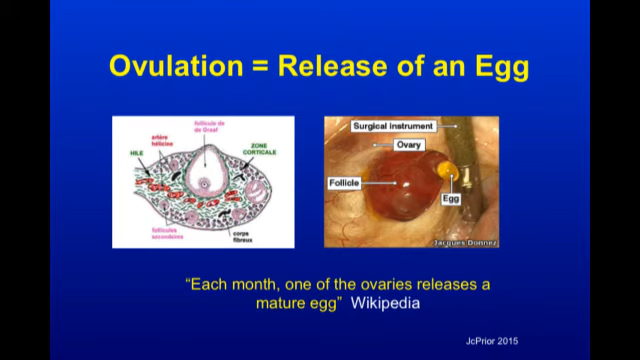 Ovulation = Release of an Egg
follicule de
de Graaf
artère
hélicine
HILE
ZONE
CORTICALE
follicules
secondaires
corps
fibreux
Surgical instrument
Ovary
Follicle
Egg
Jacques Donnez
“Each month, one of the ovaries releases a
mature egg” Wikipedia
JcPrior 2015